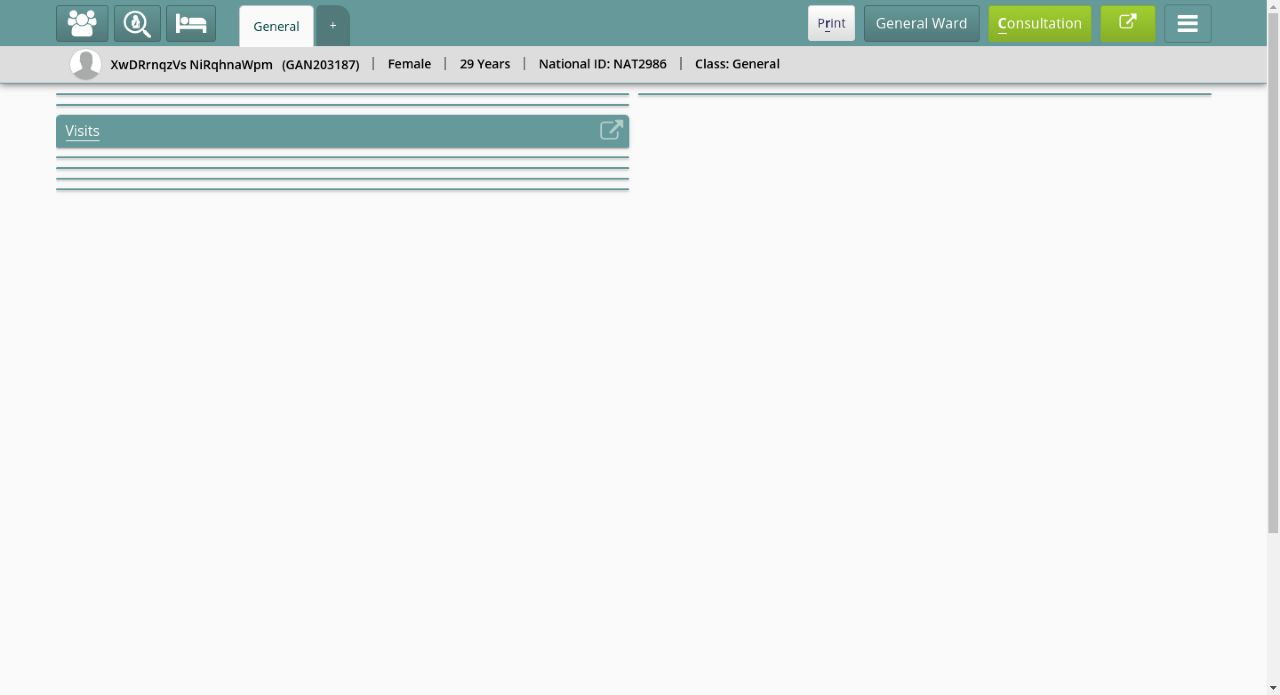 General + Print General Ward Consultation
XwDRrnqzVs NiRqhnaWpm (GAN203187) | Female | 29 Years | National ID: NAT2986 | Class: General
Visits